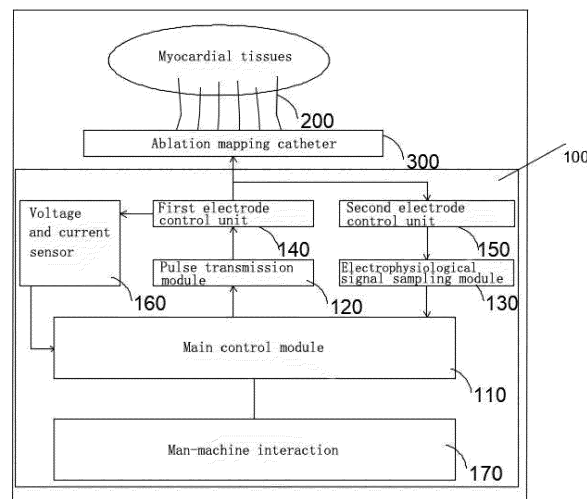 Myocardial tissues
200
Ablation mapping catheter
300
100
Voltage
and current
sensor
First electrode
control unit
Second electrode
control unit
140
150
Pulse transmission
module
Electrophysiological
signal sampling module
160
120
130
Main control module
110
Man-machine interaction
170